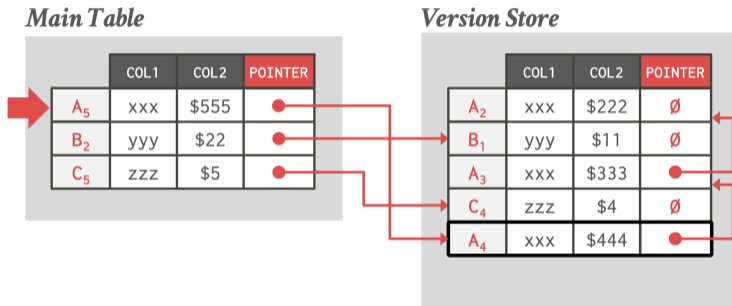 Main Table
COL1 COL2 POINTER
A₅ xxx $555
B₂ yyy $22
C₅ zzz $5
Version Store
COL1 COL2 POINTER
A₂ xxx $222 Ø
B₁ yyy $11 Ø
A₃ xxx $333
C₄ zzz $4 Ø
A₄ xxx $444